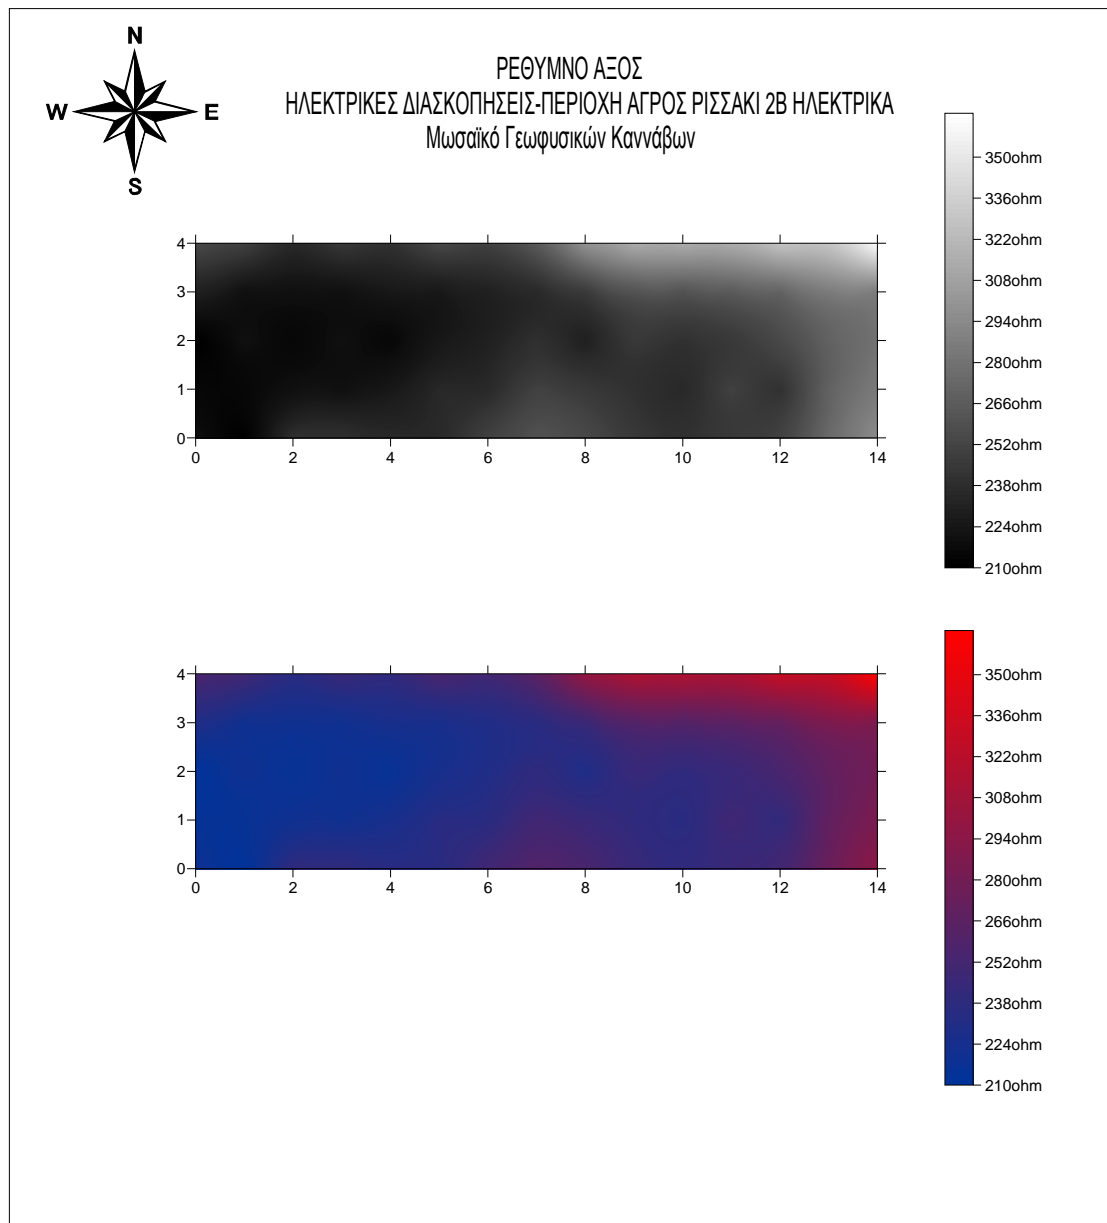 N
W E
S
ΡΕΘΥΜΝΟ ΑΞΟΣ
ΗΛΕΚΤΡΙΚΕΣ ΔΙΑΣΚΟΠΗΣΕΙΣ-ΠΕΡΙΟΧΗ ΑΓΡΟΣ ΡΙΣΣΑΚΙ 2Β ΗΛΕΚΤΡΙΚΑ
Μωσαϊκό Γεωφυσικών Καννάβων
4
3
2
1
0
0 2 4 6 8 10 12 14
350ohm
336ohm
322ohm
308ohm
294ohm
280ohm
266ohm
252ohm
238ohm
224ohm
210ohm
4
3
2
1
0
0 2 4 6 8 10 12 14
350ohm
336ohm
322ohm
308ohm
294ohm
280ohm
266ohm
252ohm
238ohm
224ohm
210ohm